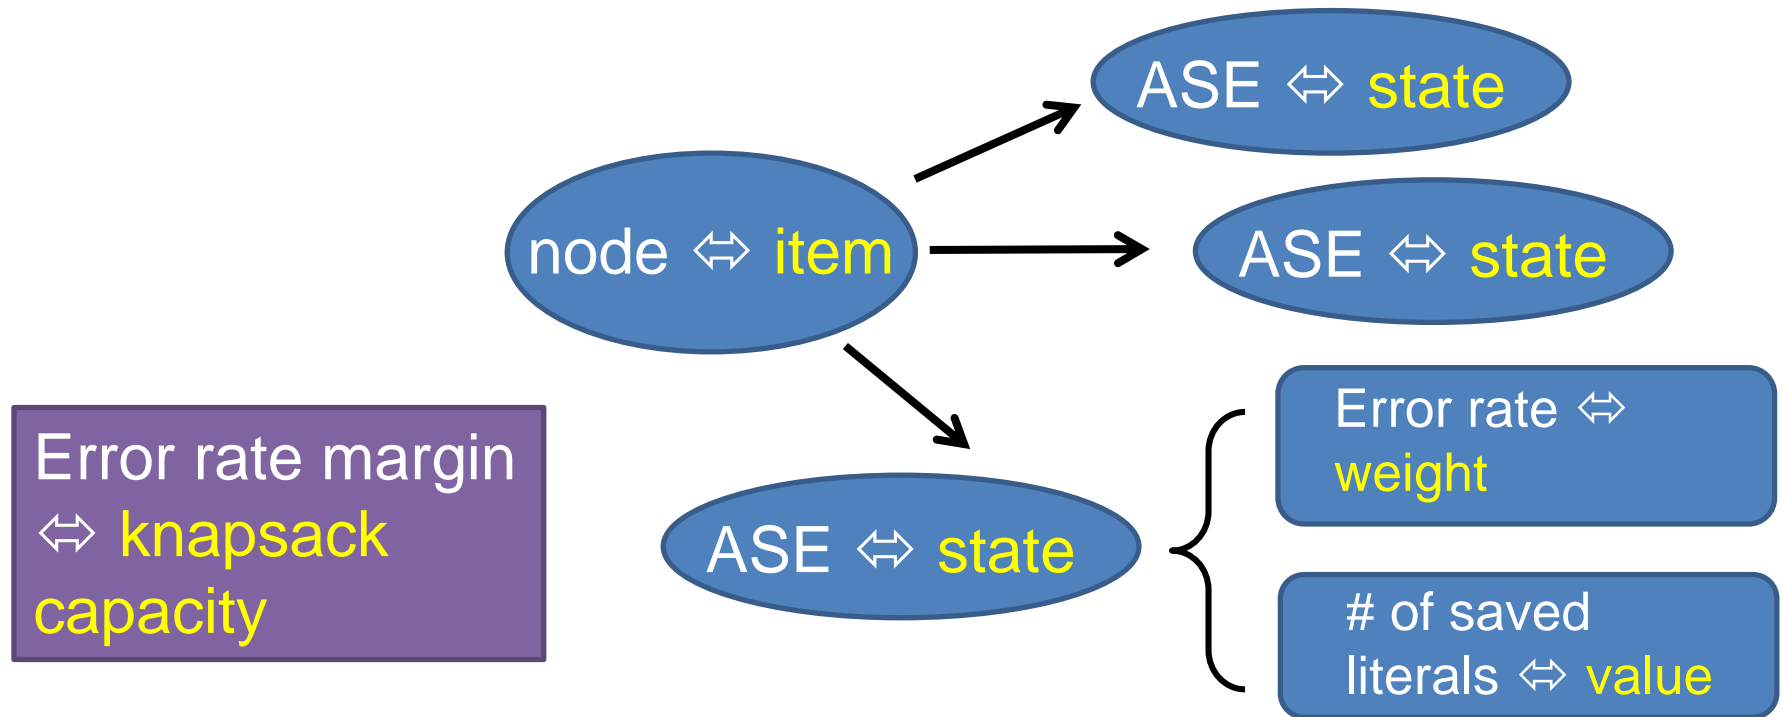 ASE ⬄ state
node ⬄ item
ASE ⬄ state
Error rate margin
⬄ knapsack
capacity
ASE ⬄ state
Error rate ⬄
weight
# of saved
literals ⬄ value